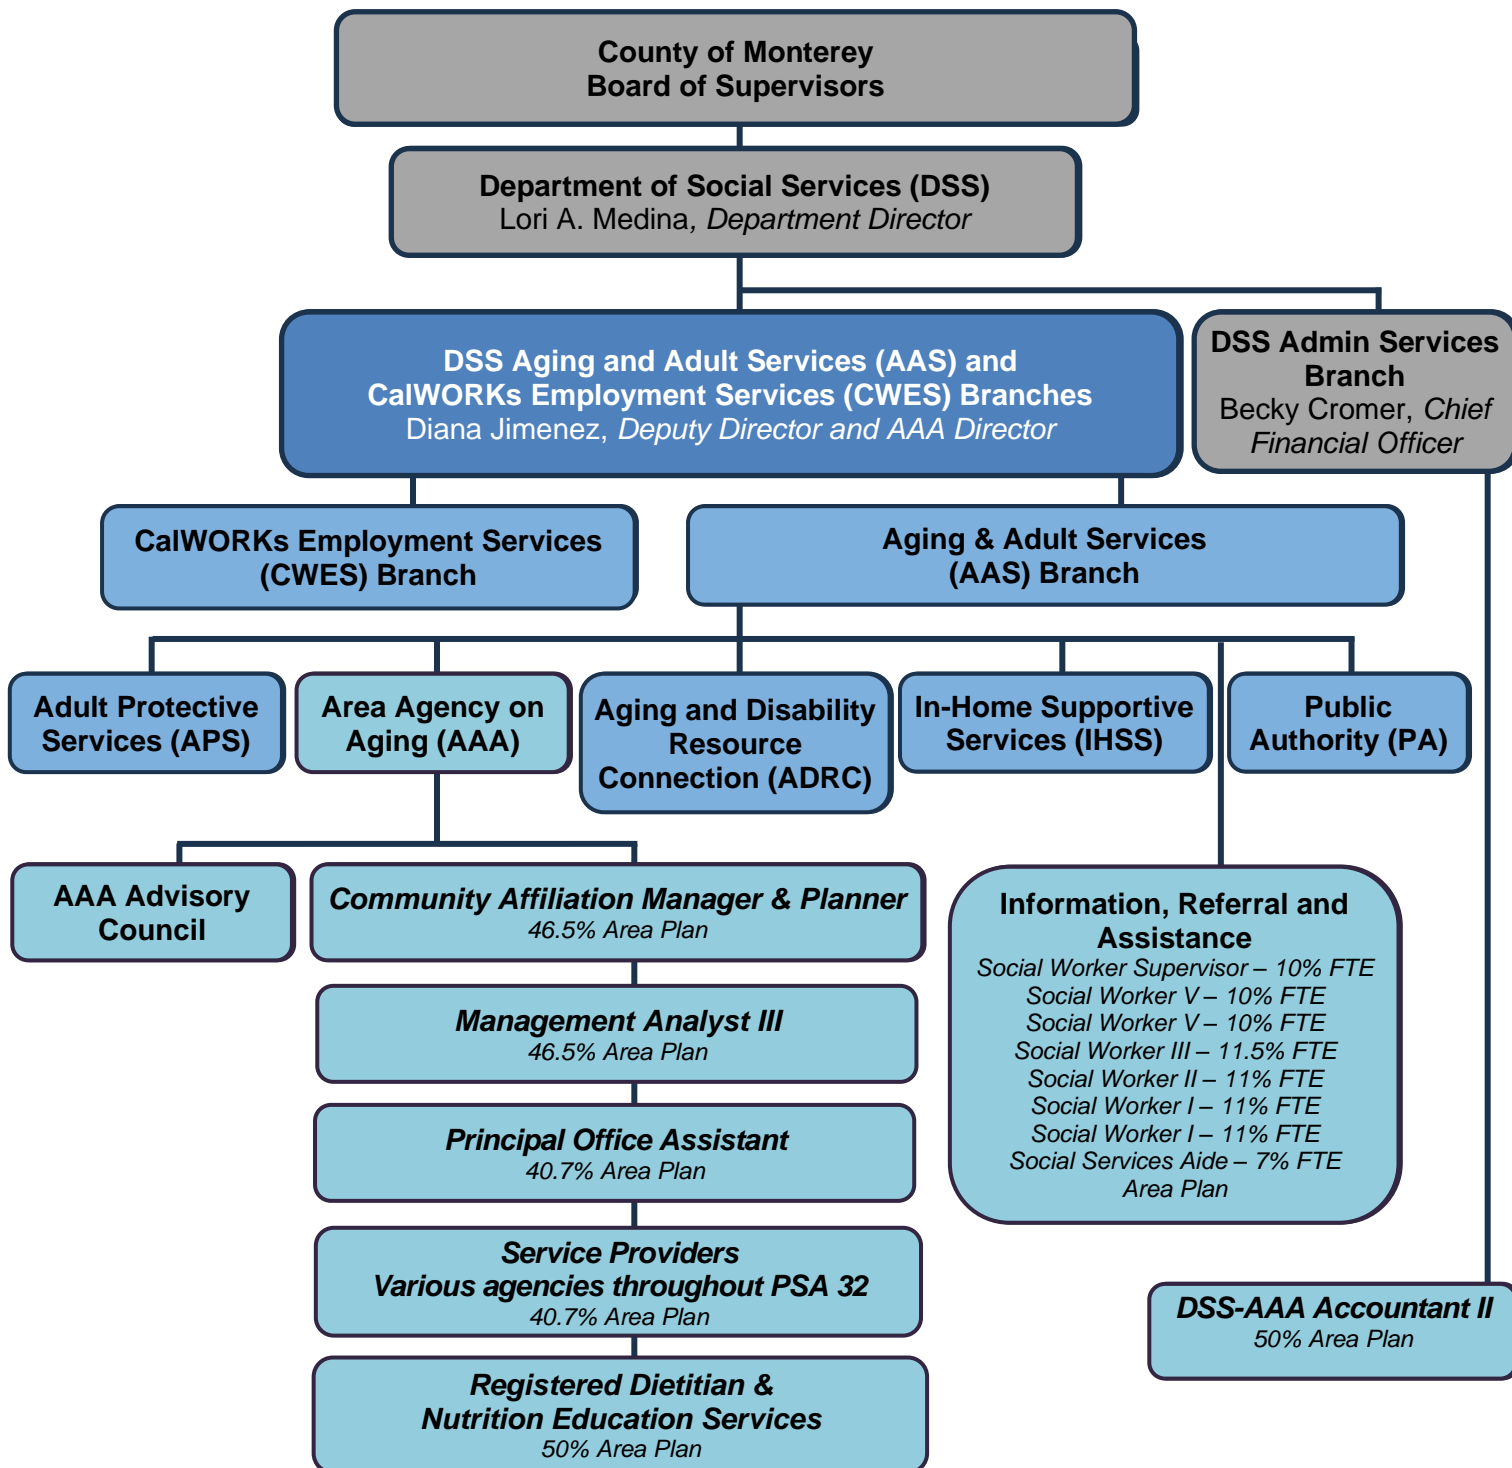 County of Monterey
Board of Supervisors
Department of Social Services (DSS)
Lori A. Medina, Department Director
DSS Aging and Adult Services (AAS) and
CalWORKs Employment Services (CWES) Branches
Diana Jimenez, Deputy Director and AAA Director
DSS Admin Services
Branch
Becky Cromer, Chief
Financial Officer
CalWORKs Employment Services
(CWES) Branch
Aging & Adult Services
(AAS) Branch
Adult Protective
Services (APS)
Area Agency on
Aging (AAA)
Aging and Disability
Resource
Connection (ADRC)
In-Home Supportive
Services (IHSS)
Public
Authority (PA)
AAA Advisory
Council
Community Affiliation Manager & Planner
46.5% Area Plan
Management Analyst III
46.5% Area Plan
Principal Office Assistant
40.7% Area Plan
Service Providers
Various agencies throughout PSA 32
40.7% Area Plan
Registered Dietitian &
Nutrition Education Services
50% Area Plan
Information, Referral and
Assistance
Social Worker Supervisor – 10% FTE
Social Worker V – 10% FTE
Social Worker V – 10% FTE
Social Worker III – 11.5% FTE
Social Worker II – 11% FTE
Social Worker I – 11% FTE
Social Worker I – 11% FTE
Social Services Aide – 7% FTE
Area Plan
DSS-AAA Accountant II
50% Area Plan